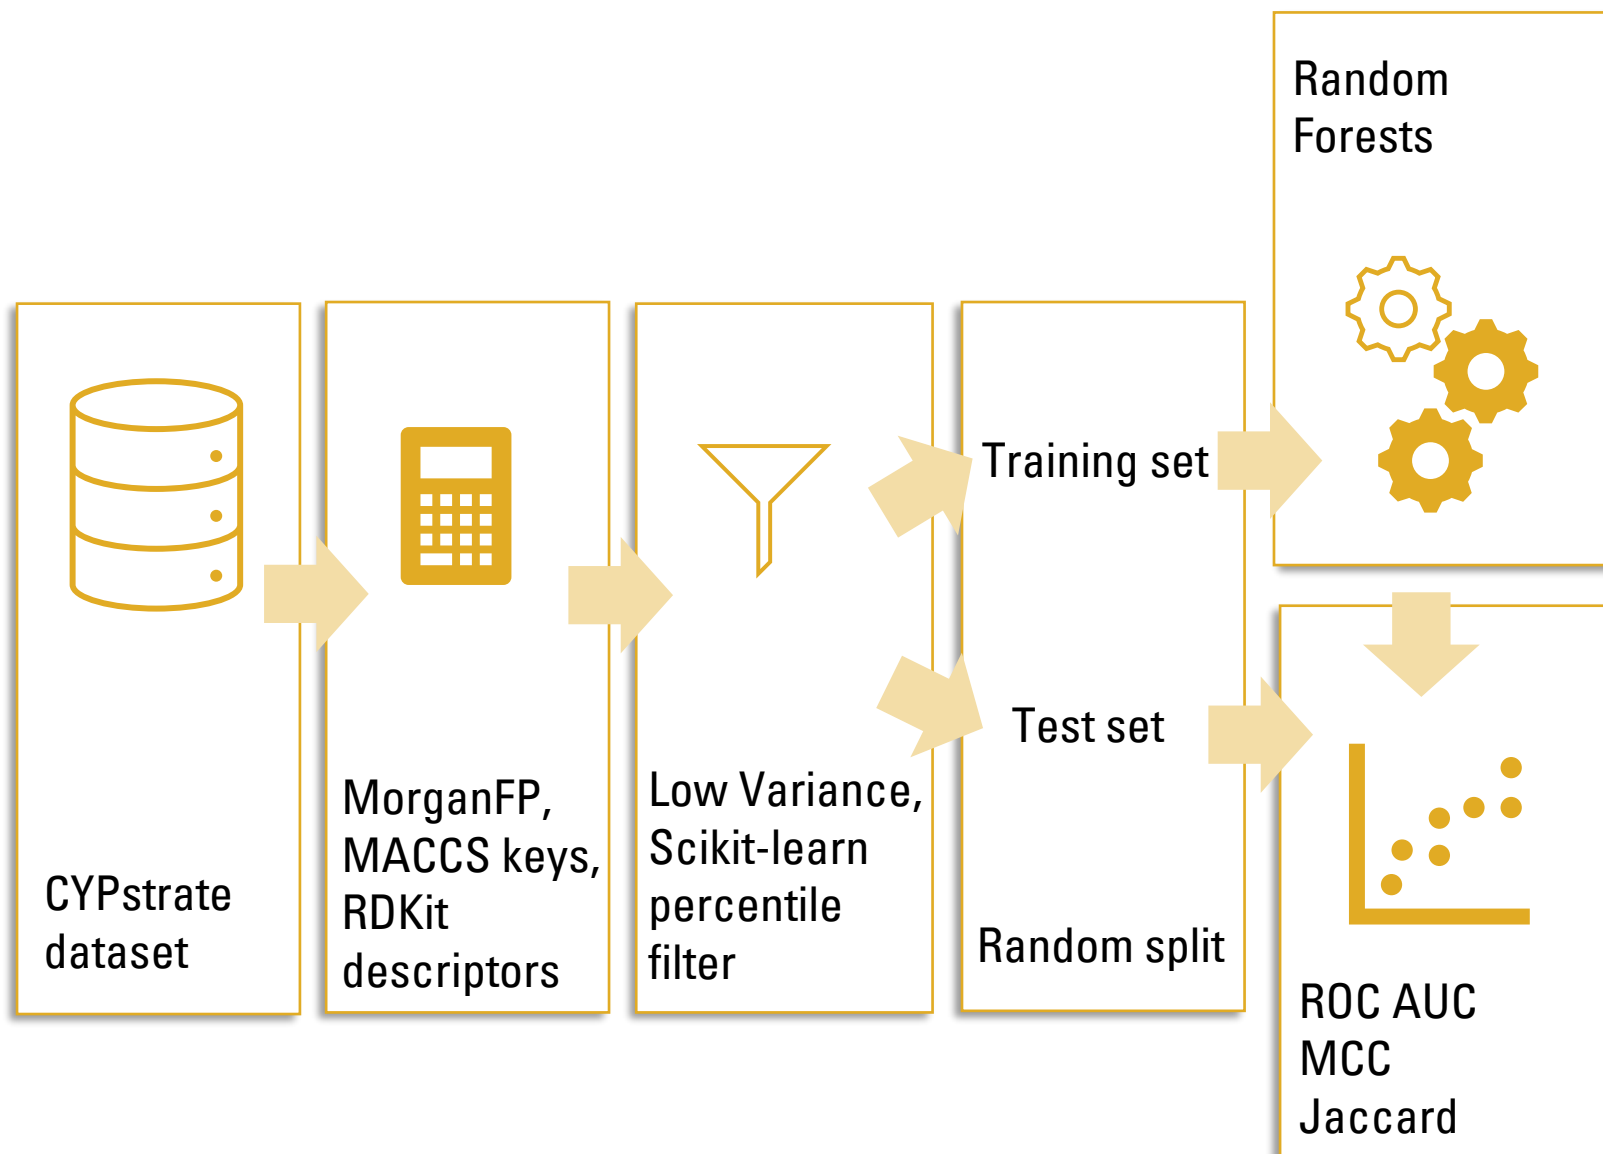 CYPstrate
dataset
MorganFP,
MACCS keys,
RDKit
descriptors
Low Variance,
Scikit-learn
percentile
filter
Training set
Test set
Random split
Random
Forests
ROC AUC
MCC
Jaccard